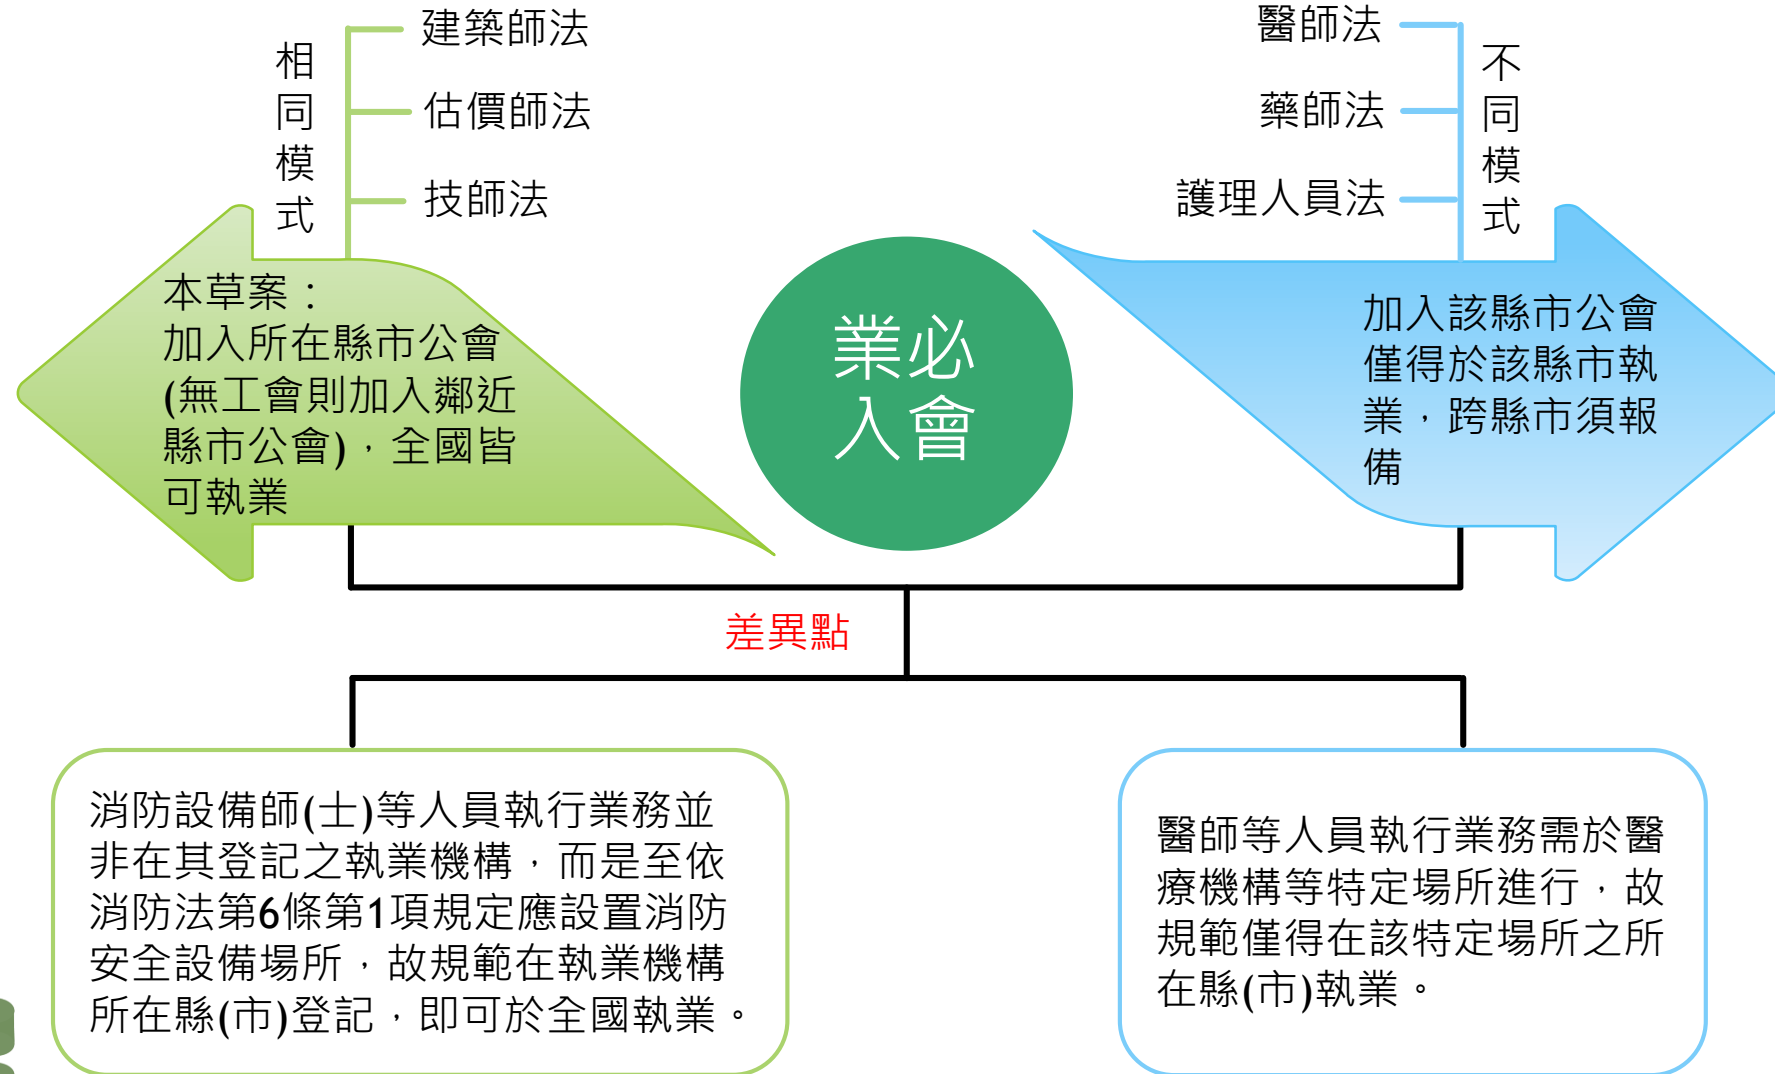 相同模式
建築師法
估價師法
技師法
本草案：
加入所在縣市公會
(無工會則加入鄰近
縣市公會)，全國皆
可執業
業必
入會
醫師法
藥師法
護理人員法
不同模式
加入該縣市公會
僅得於該縣市執
業，跨縣市須報
備
差異點
消防設備師(士)等人員執行業務並
非在其登記之執業機構，而是至依
消防法第6條第1項規定應設置消防
安全設備場所，故規範在執業機構
所在縣(市)登記，即可於全國執業。
醫師等人員執行業務需於醫
療機構等特定場所進行，故
規範僅得在該特定場所之所
在縣(市)執業。